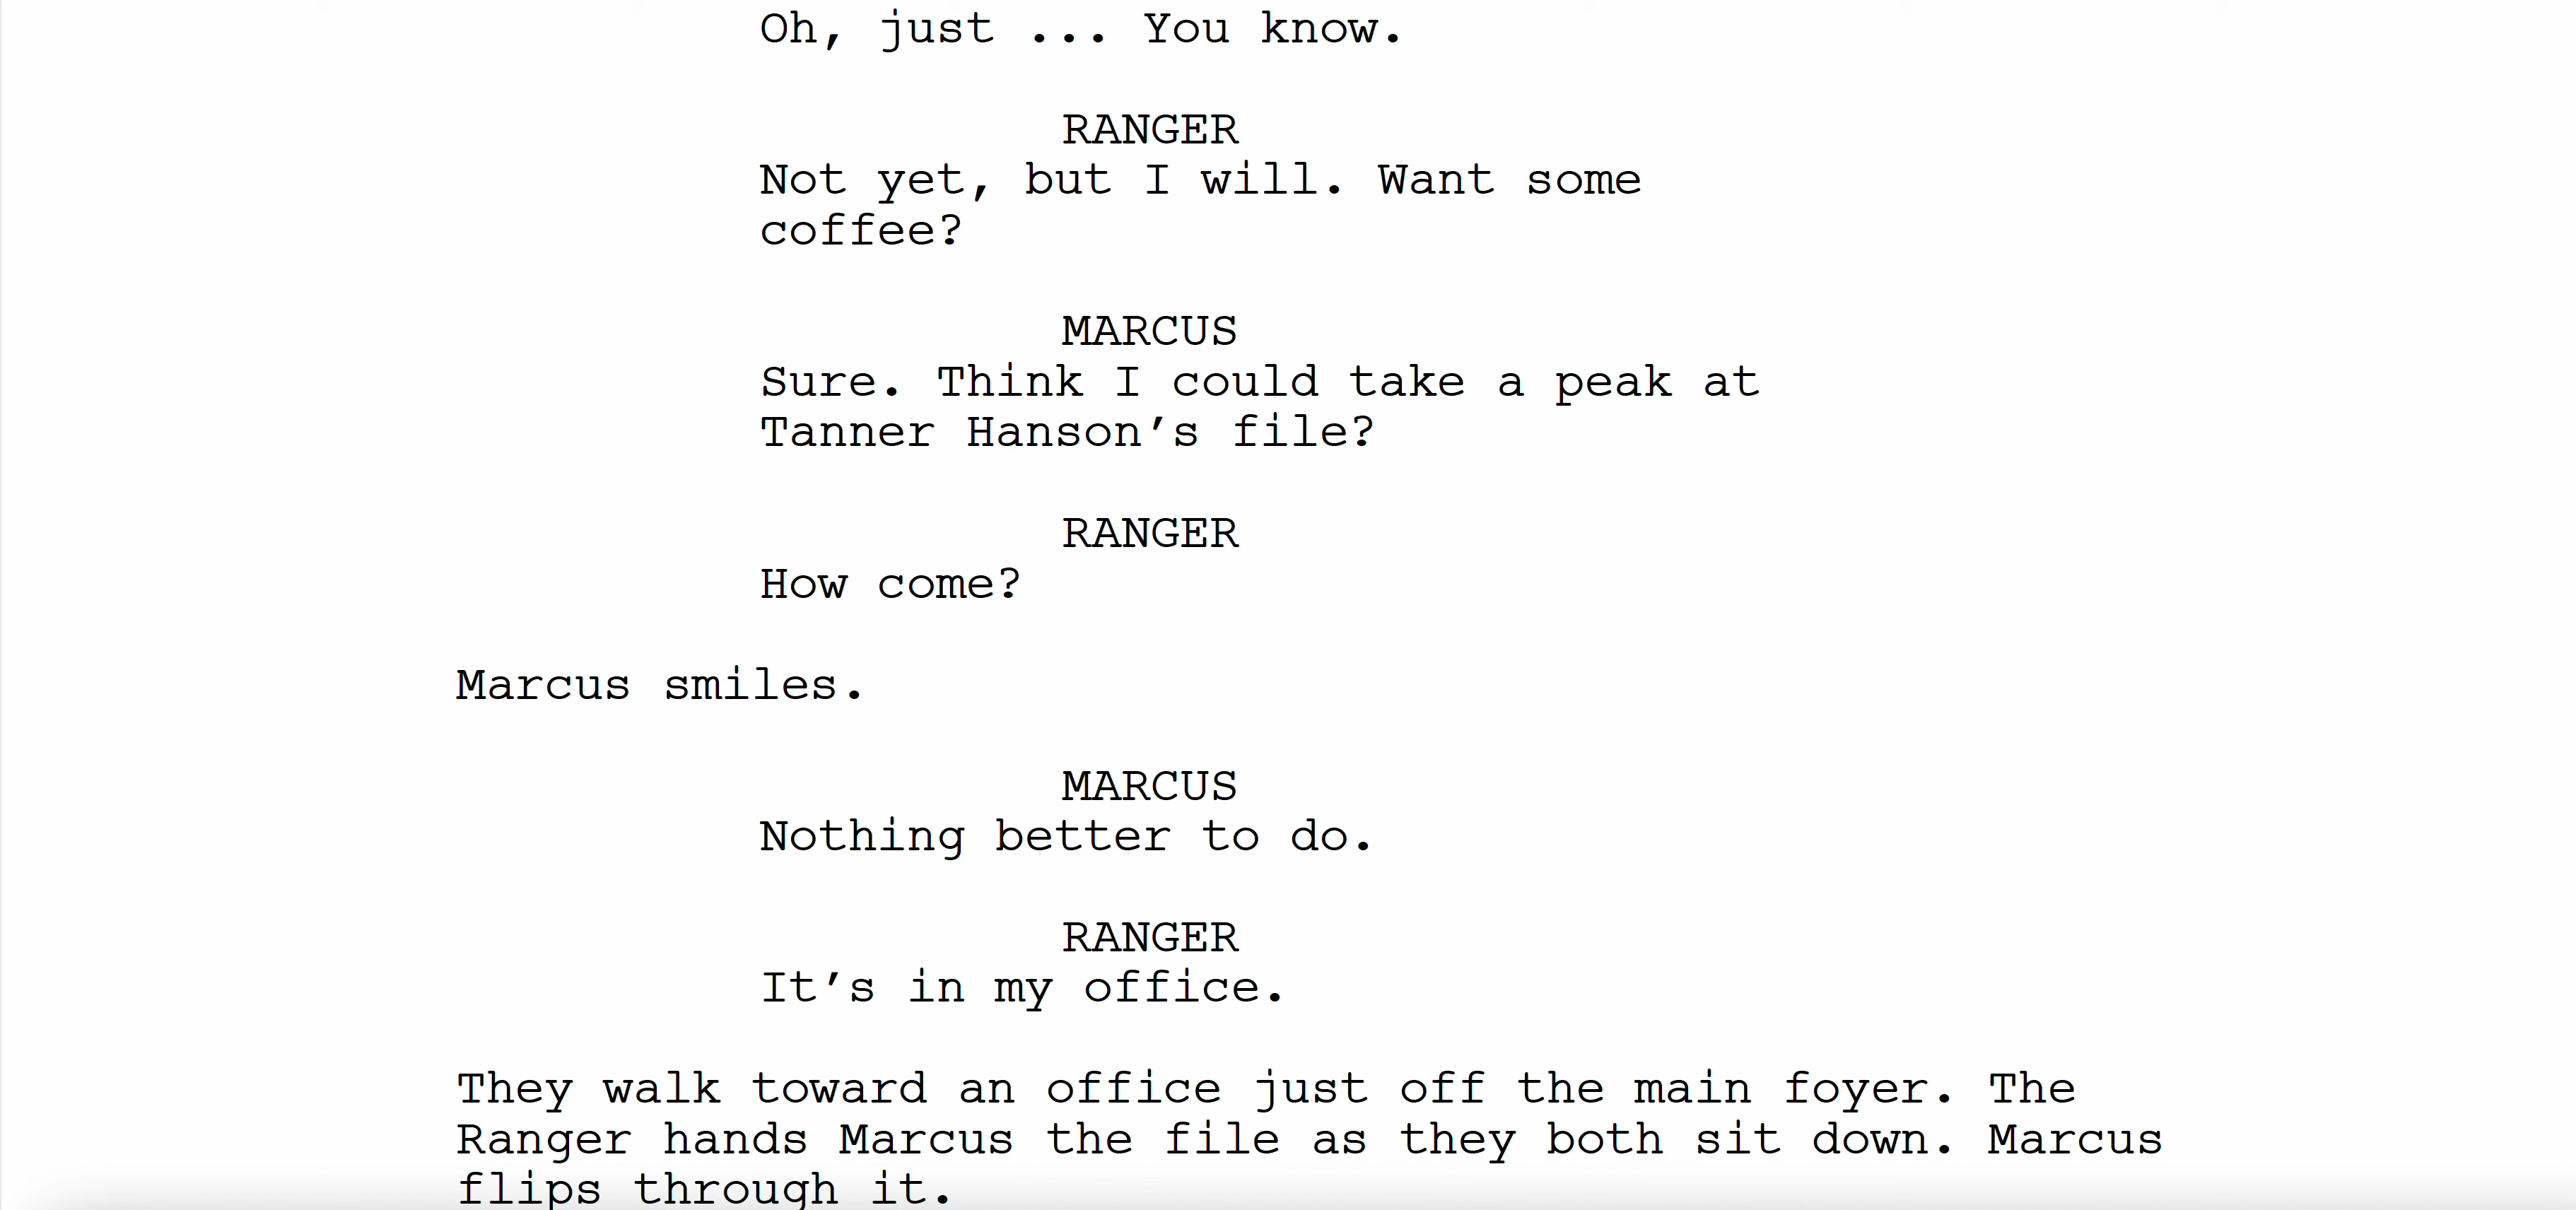 Oh, just ... You know.
RANGER
Not yet, but I will. Want some
coffee?
MARCUS
Sure. Think I could take a peak at
Tanner Hanson’s file?
RANGER
How come?
Marcus smiles.
MARCUS
Nothing better to do.
RANGER
It’s in my office.
They walk toward an office just off the main foyer. The
Ranger hands Marcus the file as they both sit down. Marcus
flips through it.